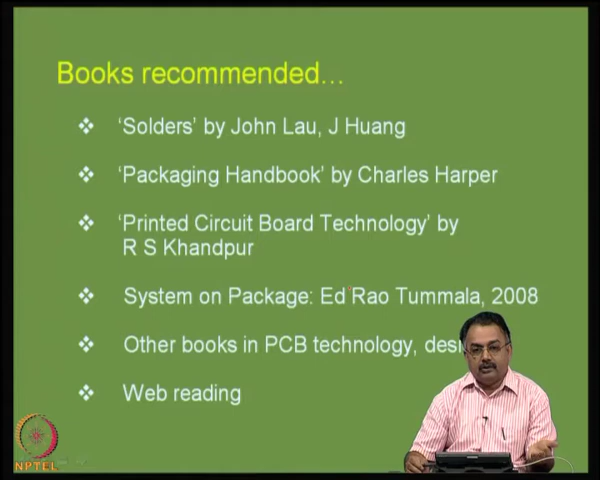 Books recommended...
‘Solders’ by John Lau, J Huang
‘Packaging Handbook’ by Charles Harper
‘Printed Circuit Board Technology’ by
R S Khandpur
System on Package: Ed Rao Tummala, 2008
Other books in PCB technology,
Web reading
NPTEL